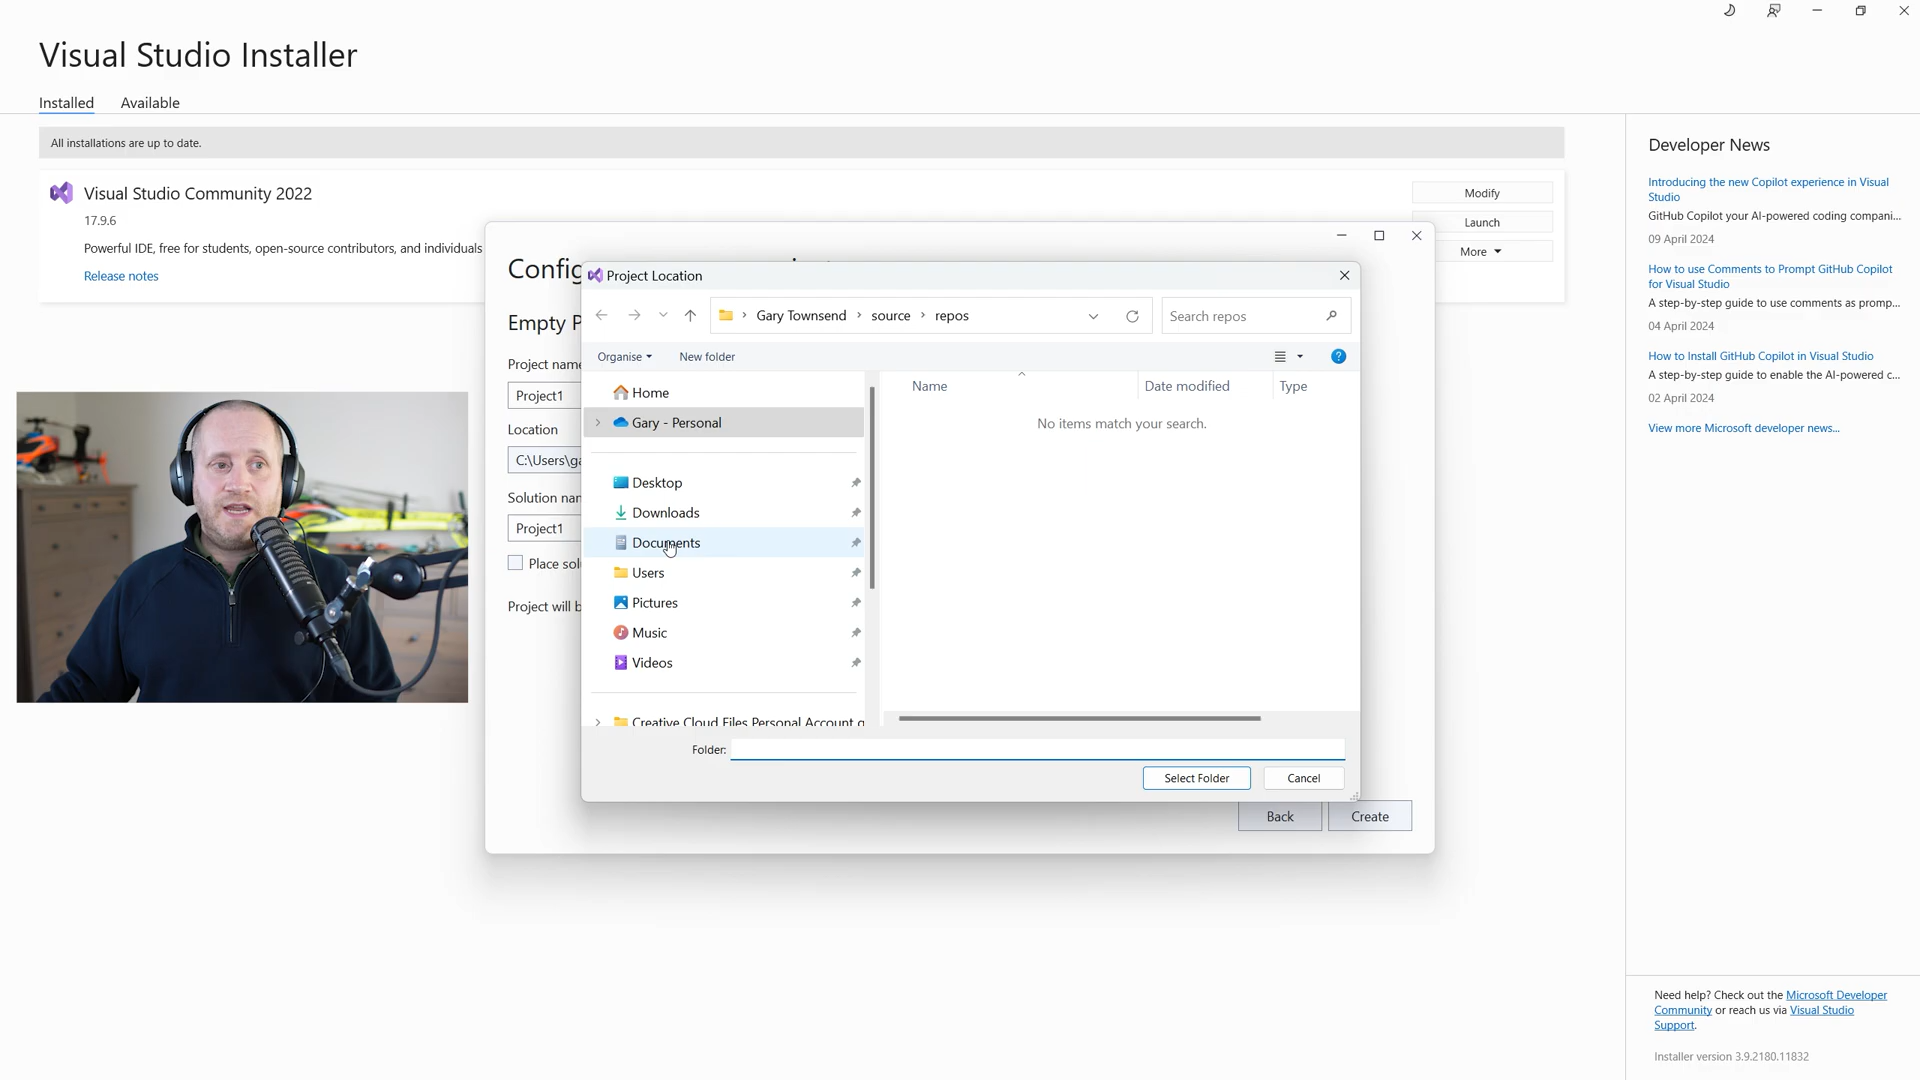 Visual Studio Installer
Installed
Available
All installations are up to date.
Visual Studio Community 2022
17.9.6
Powerful IDE, free for students, open-source contributors, and individuals
Release notes
Modify
Launch
More
Config
Empty P
Project name
Project1
Location
C:\Users\ga
Solution nam
Project1
Place solu
Project will b
Back
Create
Project Location
Gary Townsend
source
repos
Search repos
Organise
New folder
Home
Gary - Personal
Desktop
Downloads
Documents
Users
Pictures
Music
Videos
Creative Cloud Files Personal Account g
Name
Date modified
Type
No items match your search.
Folder:
Select Folder
Cancel
Developer News
Introducing the new Copilot experience in Visual
Studio
GitHub Copilot your AI-powered coding compani...
09 April 2024
How to use Comments to Prompt GitHub Copilot
for Visual Studio
A step-by-step guide to use comments as promp...
04 April 2024
How to Install GitHub Copilot in Visual Studio
A step-by-step guide to enable the AI-powered c...
02 April 2024
View more Microsoft developer news...
Need help? Check out the Microsoft Developer
Community or reach us via Visual Studio
Support.
Installer version 3.9.2180.11832